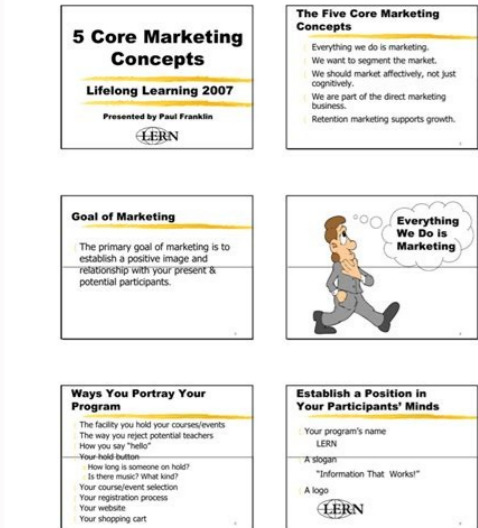 5 Core Marketing
Concepts
Lifelong Learning 2007
Presented by Paul Franklin
LERN
The Five Core Marketing
Concepts
Everything we do is marketing.
We want to segment the market.
We should market affectively, not just
cognitively.
We are part of the direct marketing
business.
Retention marketing supports growth.
Goal of Marketing
The primary goal of marketing is to
establish a positive image and
relationship with your present &
potential participants.
Everything
We Do is
Marketing
Ways You Portray Your
Program
The facility you hold your courses/events
The way you reject potential teachers
How you say "hello"
Your hold button
How long is someone on hold?
Is there music? What kind?
Your course/event selection
Your registration process
Your website
Your shopping cart
Establish a Position in
Your Participants' Minds
Your program's name
LERN
A slogan
"Information That Works!"
A logo
LERN